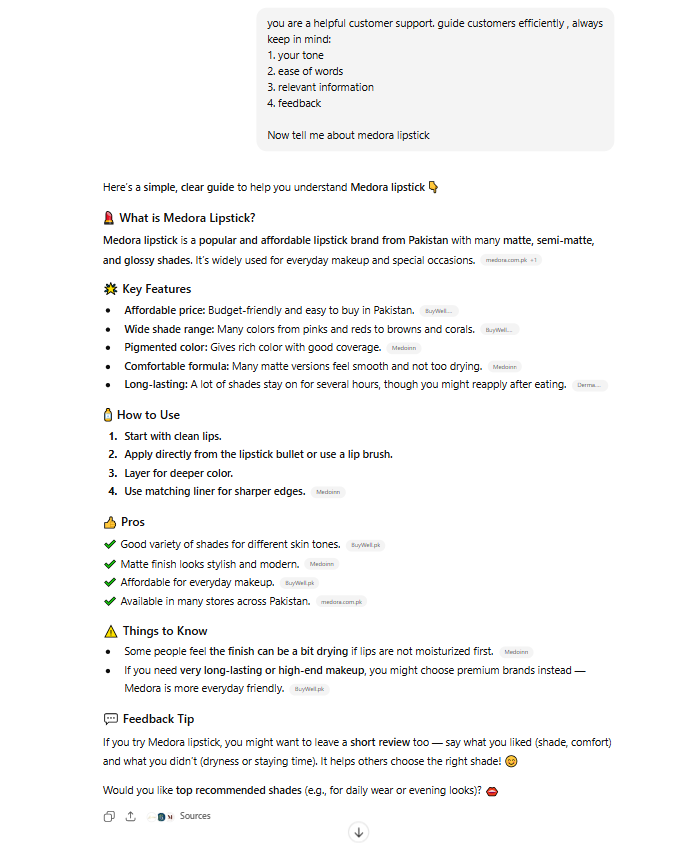 you are a helpful customer support. guide customers efficiently , always
keep in mind:
1. your tone
2. ease of words
3. relevant information
4. feedback
Now tell me about medora lipstick
Here's a simple, clear guide to help you understand Medora lipstick 👇
💄 What is Medora Lipstick?
Medora lipstick is a popular and affordable lipstick brand from Pakistan with many matte, semi-matte,
and glossy shades. It's widely used for everyday makeup and special occasions. medora.com.pk +1
🌟 Key Features
• Affordable price: Budget-friendly and easy to buy in Pakistan. BuyWell...
• Wide shade range: Many colors from pinks and reds to browns and corals. BuyWell...
• Pigmented color: Gives rich color with good coverage. Medoinn
• Comfortable formula: Many matte versions feel smooth and not too drying. Medoinn
• Long-lasting: A lot of shades stay on for several hours, though you might reapply after eating. Derma...
🧴 How to Use
1. Start with clean lips.
2. Apply directly from the lipstick bullet or use a lip brush.
3. Layer for deeper color.
4. Use matching liner for sharper edges. Medoinn
👍 Pros
✔ Good variety of shades for different skin tones. BuyWell.pk
✔ Matte finish looks stylish and modern. Medoinn
✔ Affordable for everyday makeup. BuyWell.pk
✔ Available in many stores across Pakistan. medora.com.pk
⚠️ Things to Know
• Some people feel the finish can be a bit drying if lips are not moisturized first. Medoinn
• If you need very long-lasting or high-end makeup, you might choose premium brands instead —
Medora is more everyday friendly. BuyWell.pk
💬 Feedback Tip
If you try Medora lipstick, you might want to leave a short review too — say what you liked (shade, comfort)
and what you didn't (dryness or staying time). It helps others choose the right shade! 😊
Would you like top recommended shades (e.g., for daily wear or evening looks)? 👄
Sources